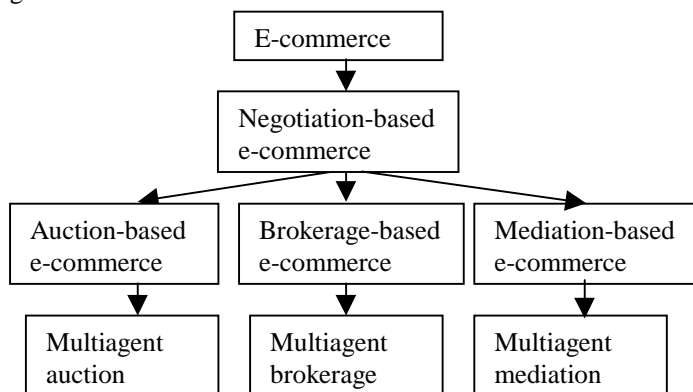 E-commerce
Negotiation-based
e-commerce
Auction-based
e-commerce
Brokerage-based
e-commerce
Mediation-based
e-commerce
Multiagent
auction
Multiagent
brokerage
Multiagent
mediation